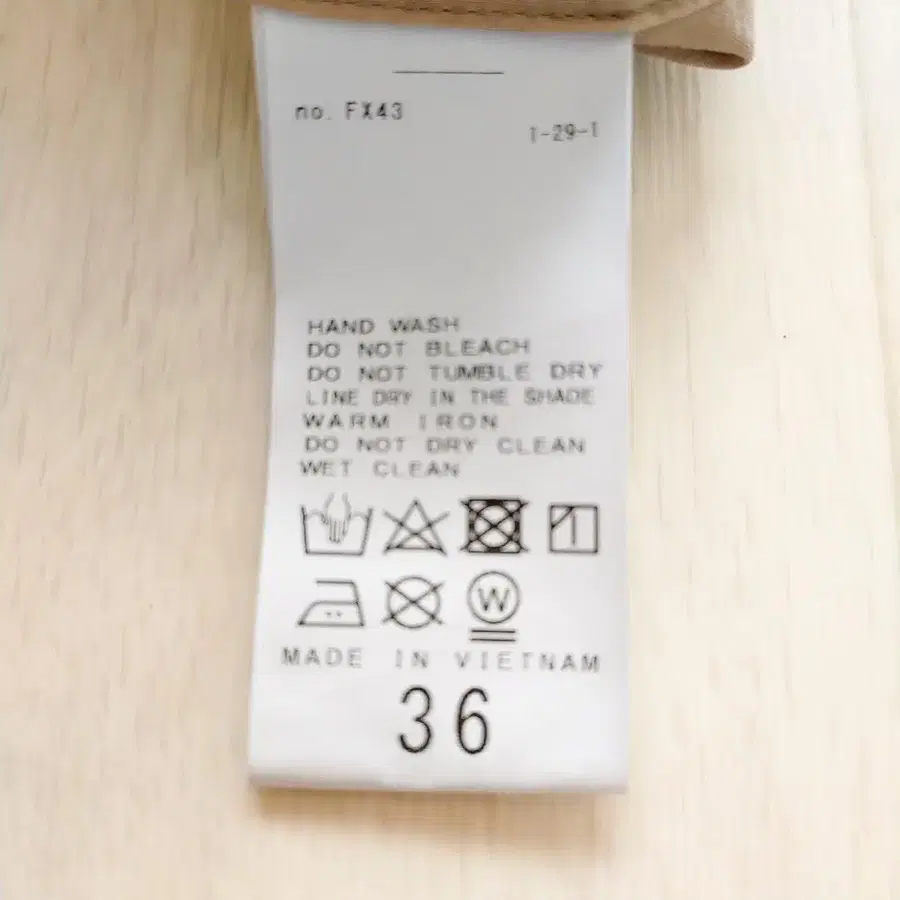 no. FX43
1-29-1
HAND WASH
DO NOT BLEACH
DO NOT TUMBLE DRY
LINE DRY IN THE SHADE
WARM IRON
DO NOT DRY CLEAN
WET CLEAN
W
MADE IN VIETNAM
36